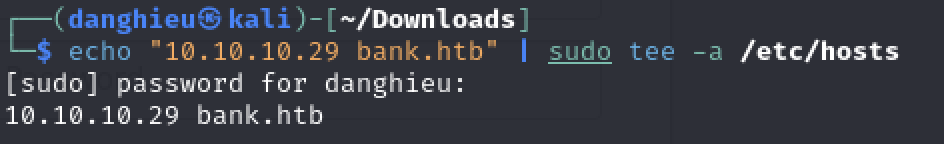 ┌──(danghieu㉿kali)-[~/Downloads]
└─$ echo "10.10.10.29 bank.htb" | sudo tee -a /etc/hosts
[sudo] password for danghieu:
10.10.10.29 bank.htb